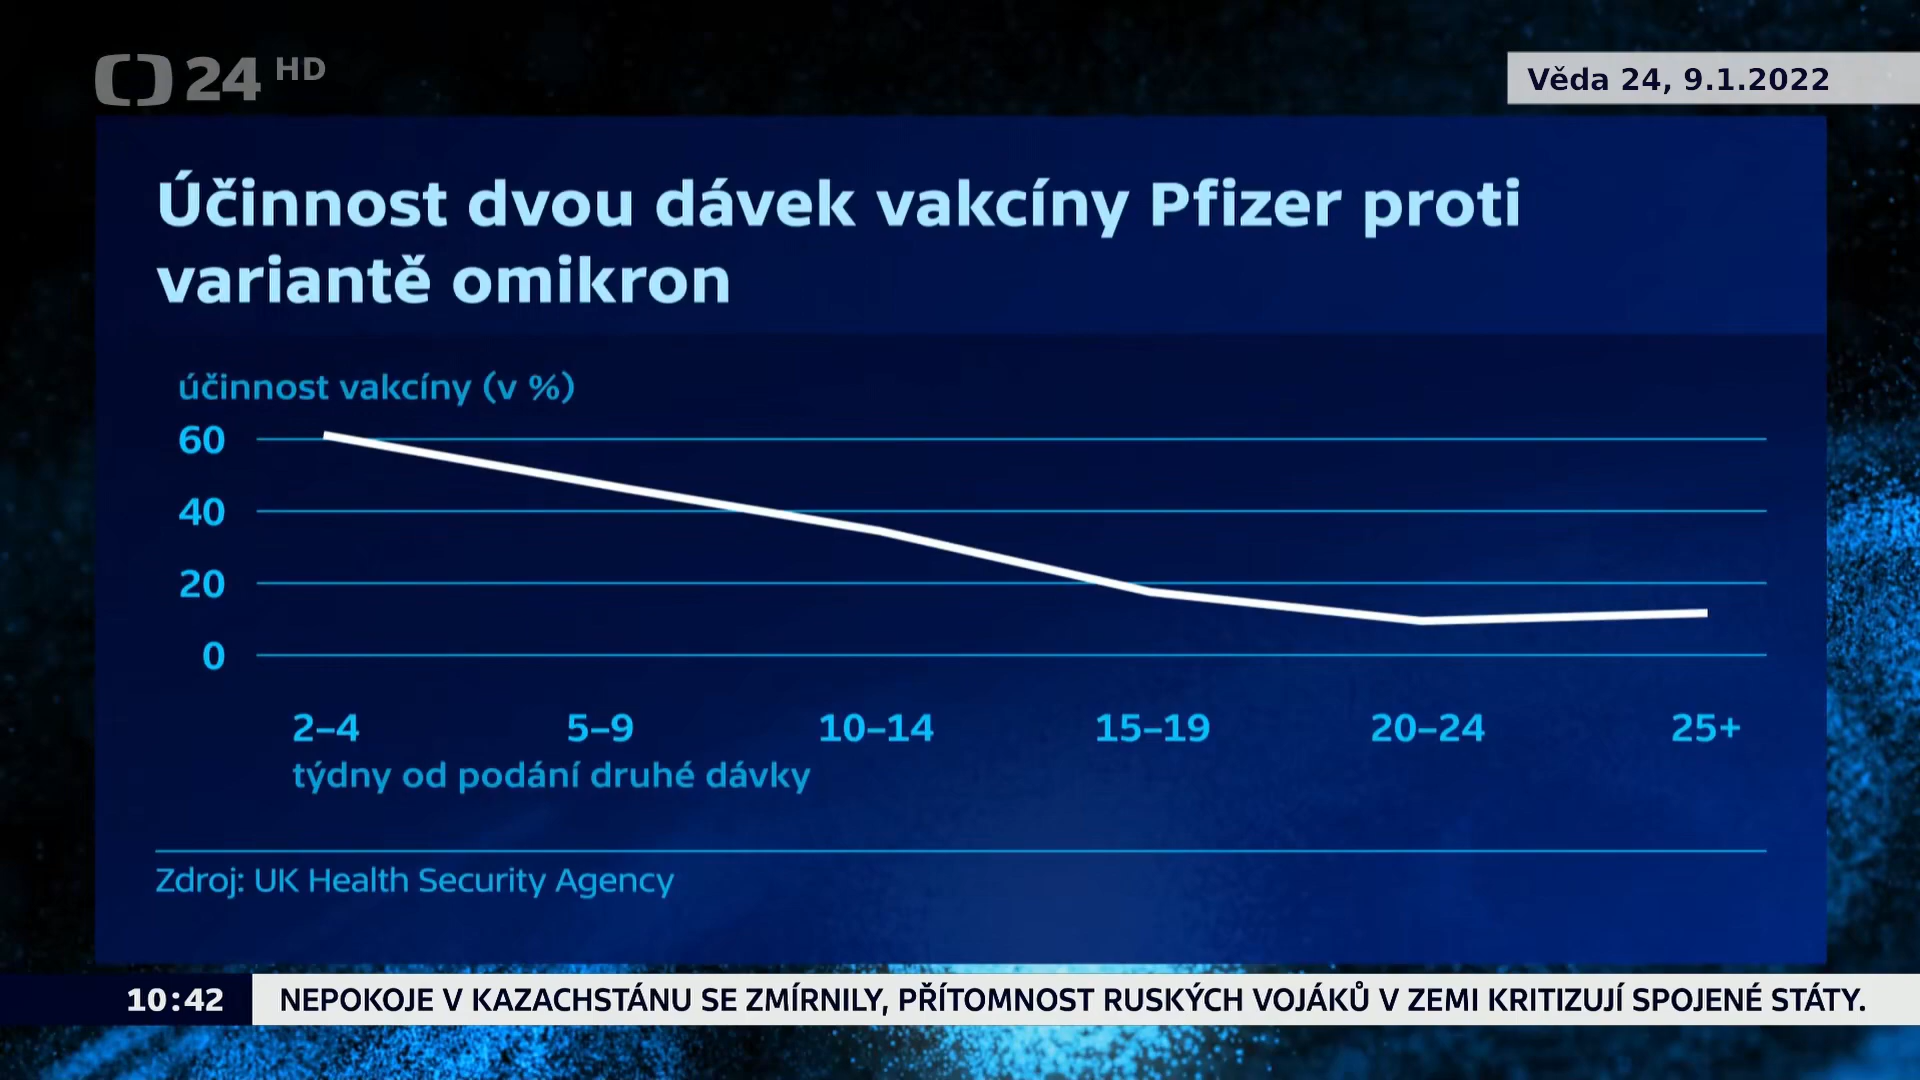 24 HD
Věda 24, 9.1.2022
Účinnost dvou dávek vakcíny Pfizer proti
variantě omikron
účinnost vakcíny (v %)
60
40
20
0
2–4 5–9 10–14 15–19 20–24 25+
týdny od podání druhé dávky
Zdroj: UK Health Security Agency
10:42 NEPOKOJE V KAZACHSTÁNU SE ZMÍRNILY, PŘÍTOMNOST RUSKÝCH VOJÁKŮ V ZEMI KRITIZUJÍ SPOJENÉ STÁTY.